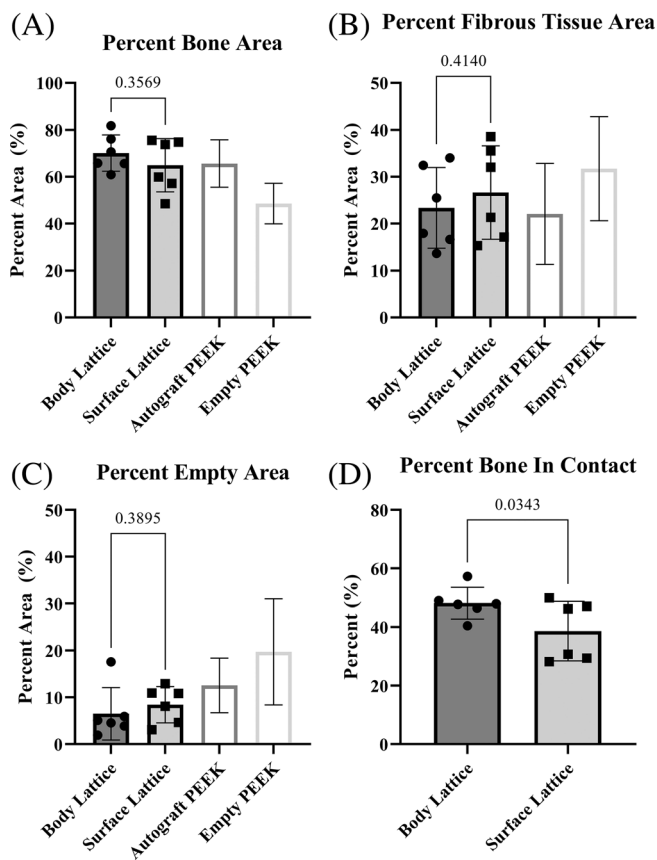 (A)
Percent Bone Area
0.3569
Percent Area (%)
100
80
60
40
20
0
Body Lattice
Surface Lattice
Autograft PEEK
Empty PEEK
(B)
Percent Fibrous Tissue Area
0.4140
Percent Area (%)
50
40
30
20
10
0
Body Lattice
Surface Lattice
Autograft PEEK
Empty PEEK
(C)
Percent Empty Area
0.3895
Percent Area (%)
50
40
30
20
10
0
Body Lattice
Surface Lattice
Autograft PEEK
Empty PEEK
(D)
Percent Bone In Contact
0.0343
Percent (%)
80
60
40
20
0
Body Lattice
Surface Lattice